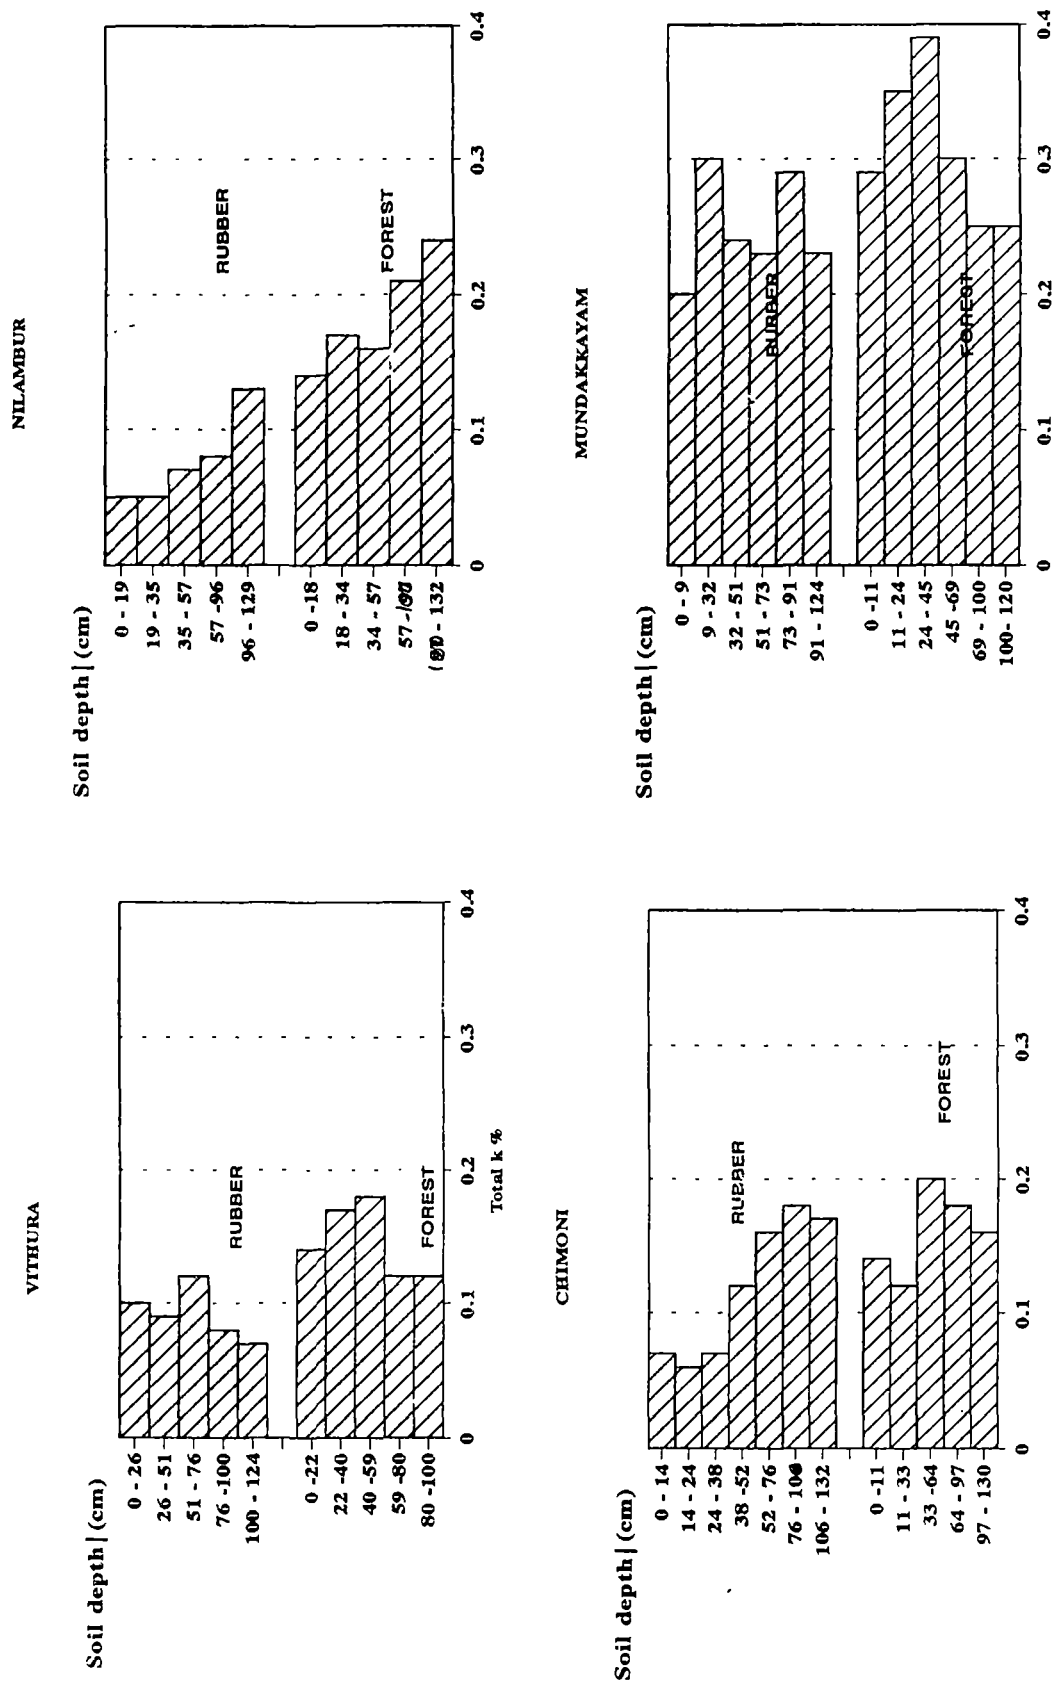 VITHURA
Soil depth (cm)
0 - 26
26 - 51
51 - 76
76 -100
100 - 124
0 -22
22 -40
40 -59
59 -80
80 -100
RUBBER
FOREST
0 0.1 0.2 0.3 0.4
Total k %
NILAMBUR
Soil depth (cm)
0 - 19
19 - 35
35 - 57
57 -96
96 - 129
0 -18
18 - 34
34 - 57
RUBBER
FOREST
0 0.1 0.2 0.3 0.4
CHIMONI
Soil depth (cm)
0 - 14
14 - 24
24 - 38
38 -52
52 - 76
76 - 106
106 - 132
0 -11
11 - 33
33 -64
64 - 97
97 - 130
RUBBER
FOREST
0 0.1 0.2 0.3 0.4
MUNDAKKAYAM
Soil depth (cm)
0 - 9
9 - 32
32 - 51
51 - 73
73 - 91
91 - 124
0 -11
11 - 24
24 - 45
45 -69
69 - 100
100- 120
RUBBER
FOREST
0 0.1 0.2 0.3 0.4